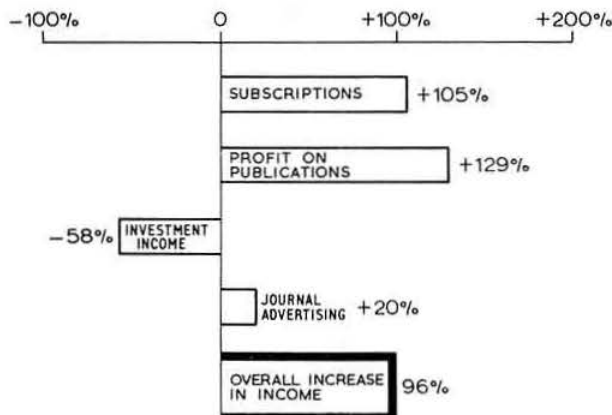 -100% 0 +100% +200%
SUBSCRIPTIONS +105%
PROFIT ON
PUBLICATIONS +129%
-58% INVESTMENT
INCOME
JOURNAL
ADVERTISING +20%
OVERALL INCREASE
IN INCOME 96%